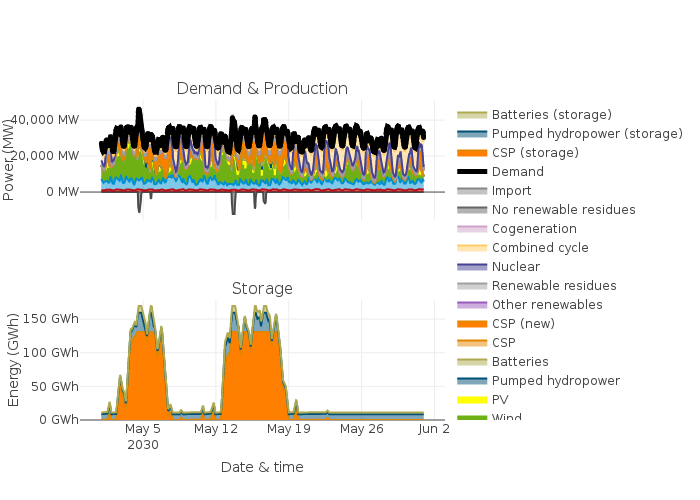 Demand & Production
Power (MW)
40,000 MW
20,000 MW
0 MW
Storage
Energy (GWh)
150 GWh
100 GWh
50 GWh
0 GWh
May 5
2030
May 12
May 19
May 26
Jun 2
Date & time
Batteries (storage)
Pumped hydropower (storage)
CSP (storage)
Demand
Import
No renewable residues
Cogeneration
Combined cycle
Nuclear
Renewable residues
Other renewables
CSP (new)
CSP
Batteries
Pumped hydropower
PV
Wind